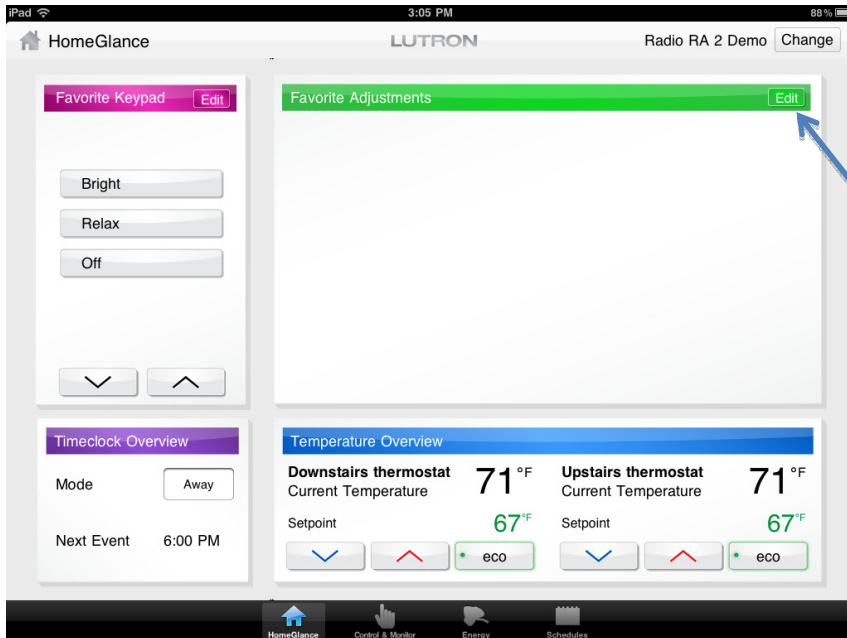 iPad 3:05 PM 88%
HomeGlance LUTRON Radio RA 2 Demo Change
Favorite Keypad Edit
Bright
Relax
Off
Favorite Adjustments Edit
Timeclock Overview
Mode Away
Next Event 6:00 PM
Temperature Overview
Downstairs thermostat 71°F
Current Temperature
Setpoint 67°F
eco
Upstairs thermostat 71°F
Current Temperature
Setpoint 67°F
eco
HomeGlance Control & Monitor Energy Schedules